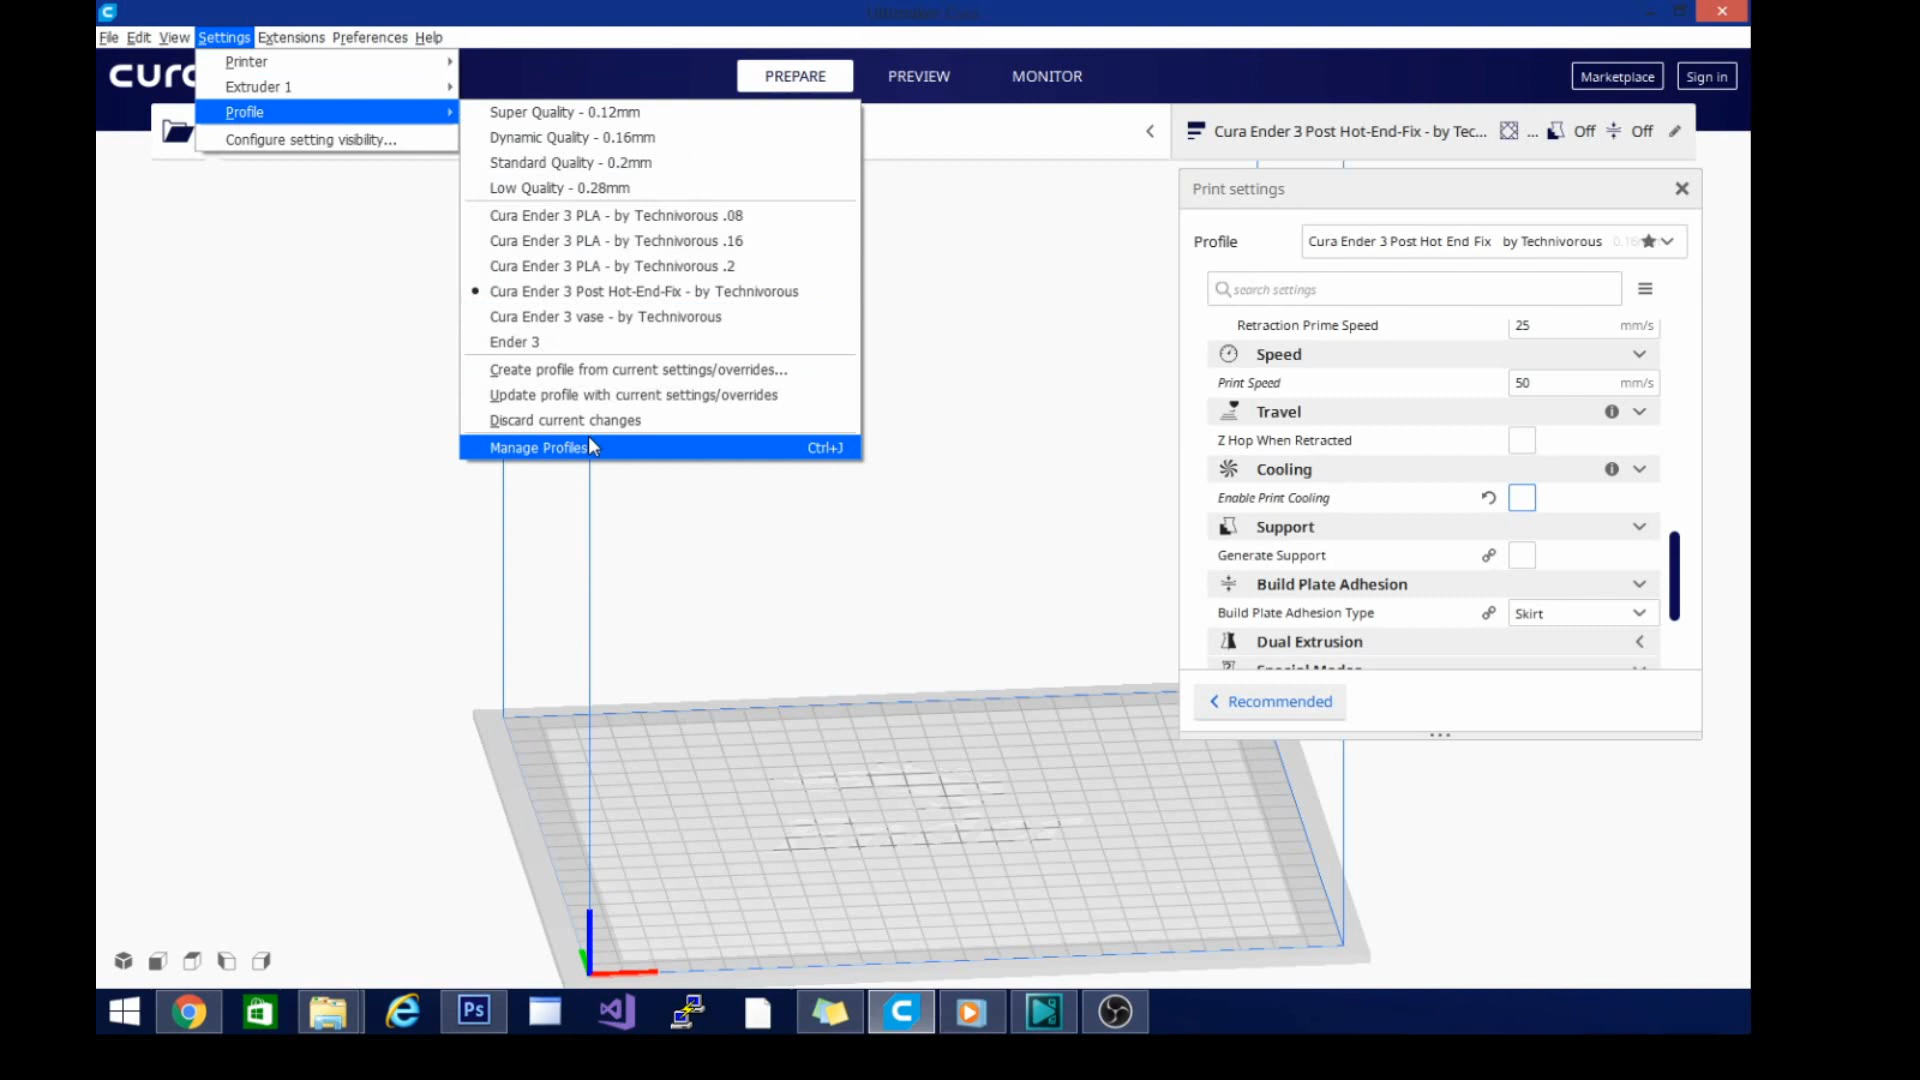 File Edit View Settings Extensions Preferences Help
cura
Printer
Extruder 1
Profile
Configure setting visibility...
Super Quality - 0.12mm
Dynamic Quality - 0.16mm
Standard Quality - 0.2mm
Low Quality - 0.28mm
Cura Ender 3 PLA - by Technivorous .08
Cura Ender 3 PLA - by Technivorous .16
Cura Ender 3 PLA - by Technivorous .2
Cura Ender 3 Post Hot-End-Fix - by Technivorous
Cura Ender 3 vase - by Technivorous
Ender 3
Create profile from current settings/overrides...
Update profile with current settings/overrides
Discard current changes
Manage Profiles Ctrl+J
PREPARE PREVIEW MONITOR
Marketplace Sign in
Cura Ender 3 Post Hot-End-Fix - by Tec... ... Off Off
Print settings
Profile Cura Ender 3 Post Hot End Fix by Technivorous
search settings
Retraction Prime Speed 25 mm/s
Speed
Print Speed 50 mm/s
Travel
Z Hop When Retracted
Cooling
Enable Print Cooling
Support
Generate Support
Build Plate Adhesion
Build Plate Adhesion Type Skirt
Dual Extrusion
Special Modes
Recommended
Ps